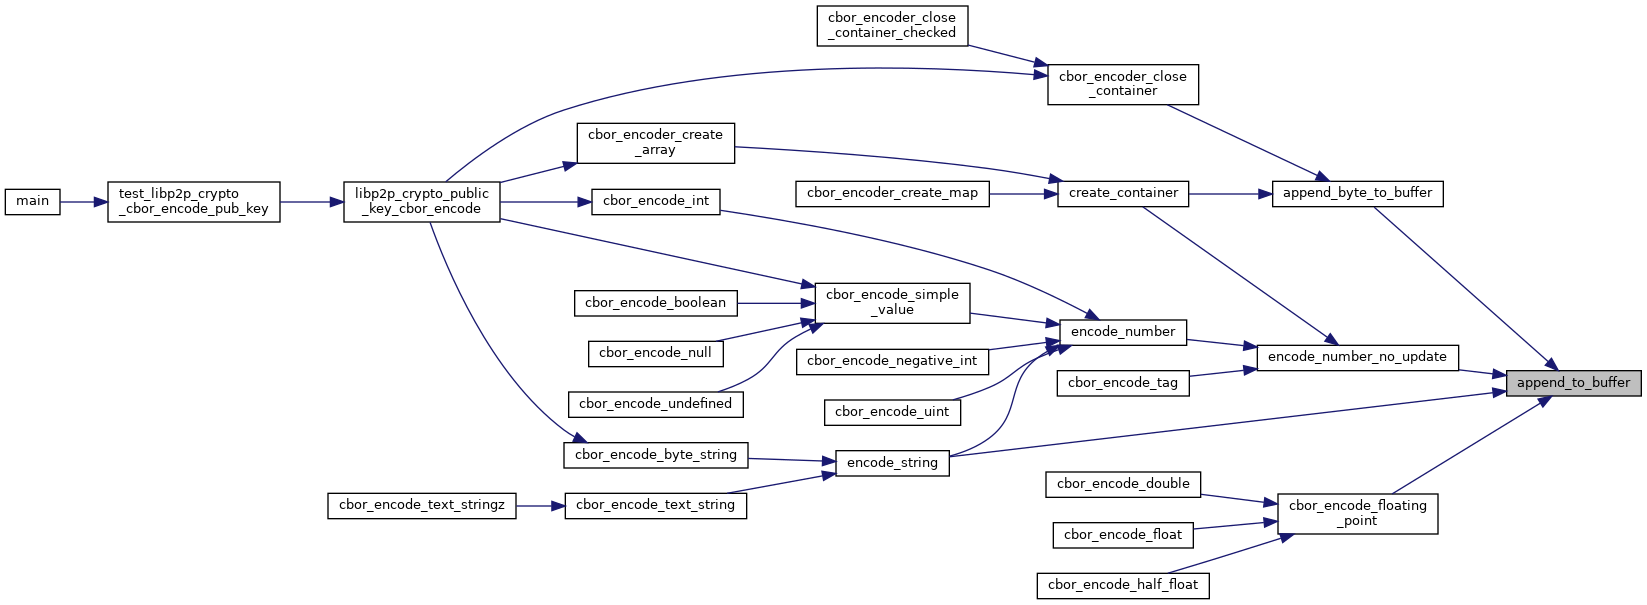 cbor_encoder_close
_container_checked
cbor_encoder_close
_container
cbor_encoder_create
_array
main
test_libp2p_crypto
_cbor_encode_pub_key
libp2p_crypto_public
_key_cbor_encode
cbor_encode_int
cbor_encoder_create_map
create_container
append_byte_to_buffer
cbor_encode_boolean
cbor_encode_simple
_value
cbor_encode_null
cbor_encode_negative_int
encode_number
encode_number_no_update
cbor_encode_tag
append_to_buffer
cbor_encode_undefined
cbor_encode_uint
cbor_encode_byte_string
encode_string
cbor_encode_text_stringz
cbor_encode_text_string
cbor_encode_double
cbor_encode_floating
_point
cbor_encode_float
cbor_encode_half_float